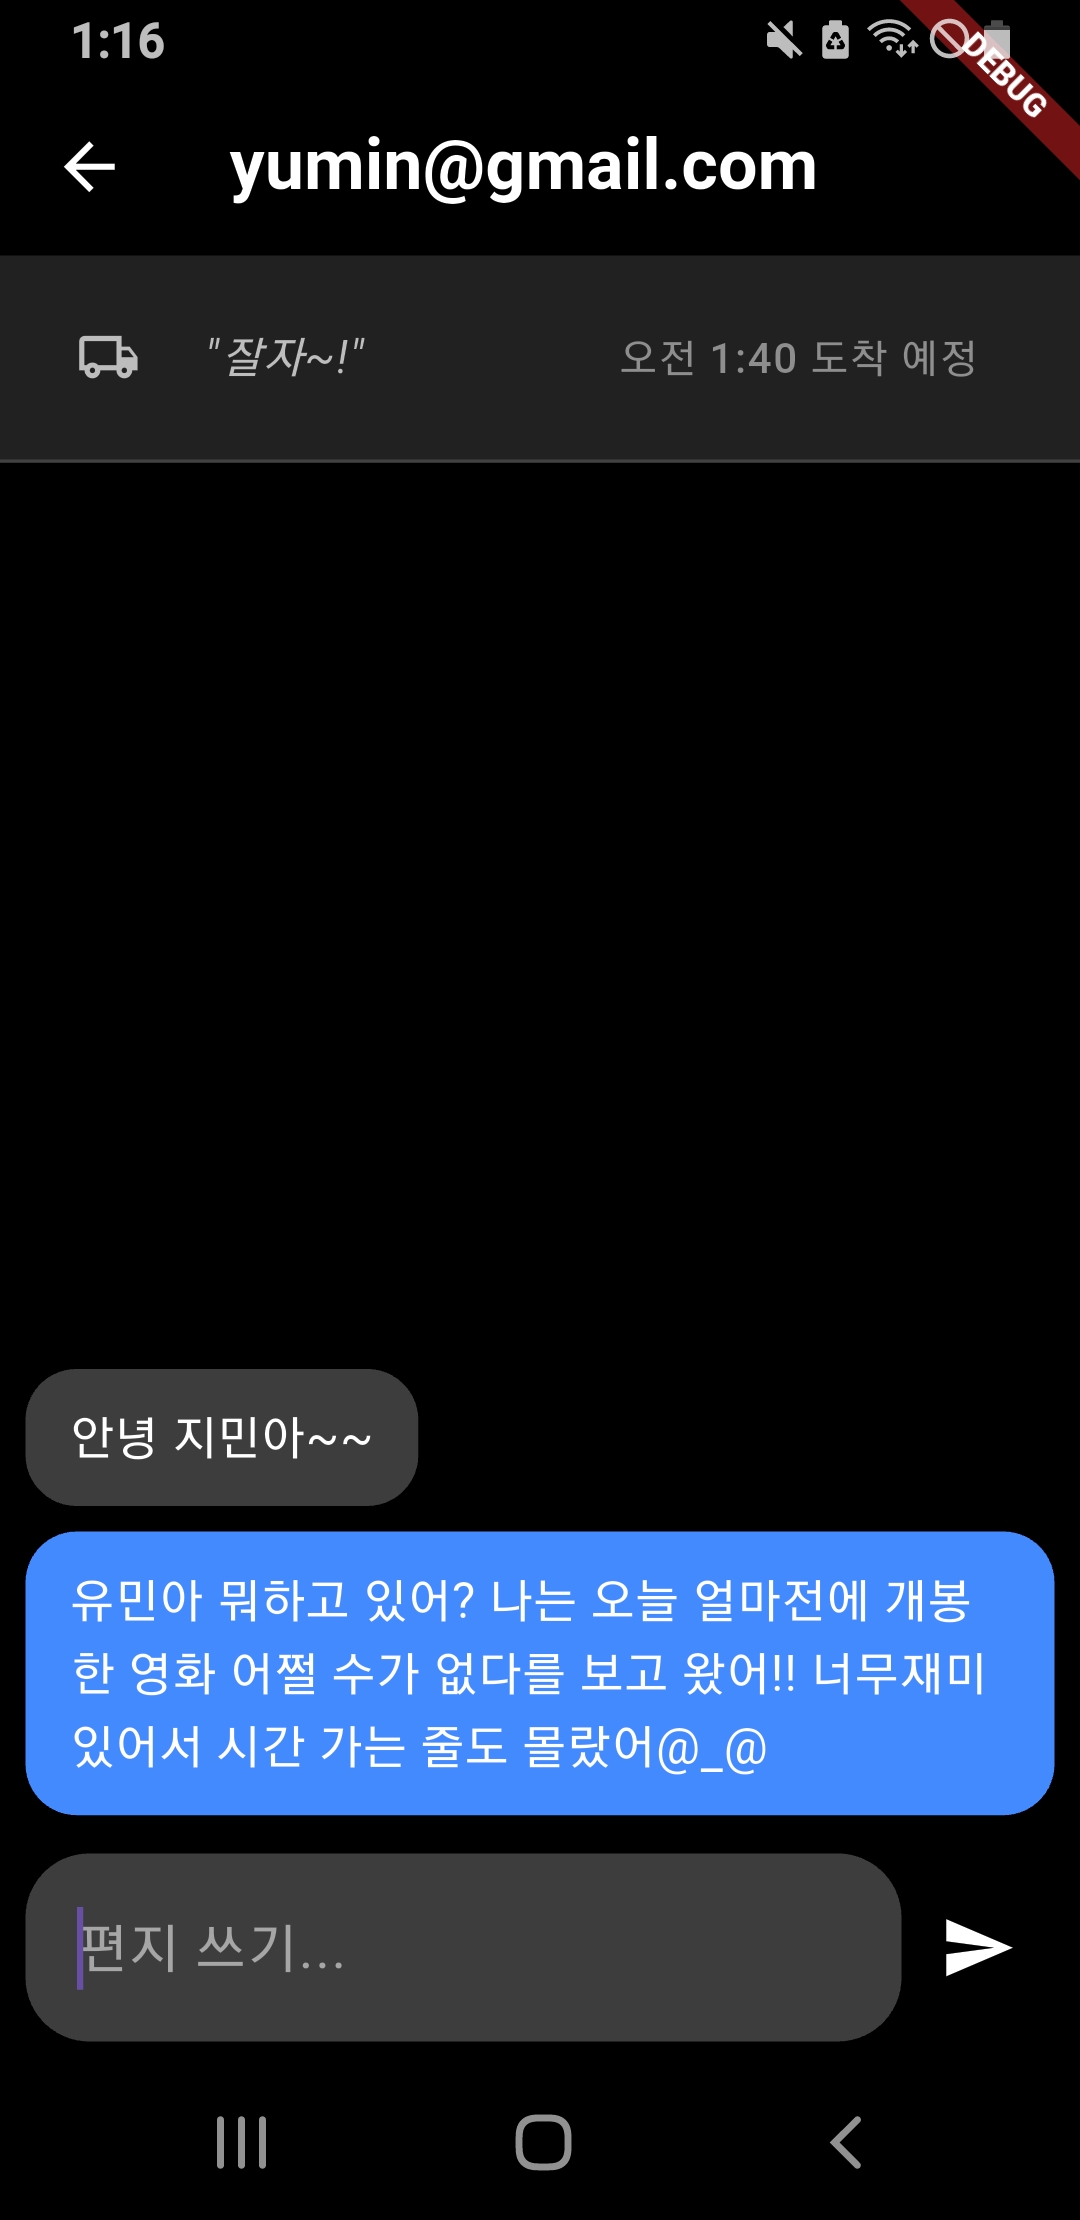 1:16
DEBUG
yumin@gmail.com
"잘자~!"
오전 1:40 도착 예정
안녕 지민아~~
유민아 뭐하고 있어? 나는 오늘 얼마전에 개봉
한 영화 어쩔 수가 없다를 보고 왔어!! 너무재미
있어서 시간 가는 줄도 몰랐어@_@
편지 쓰기...